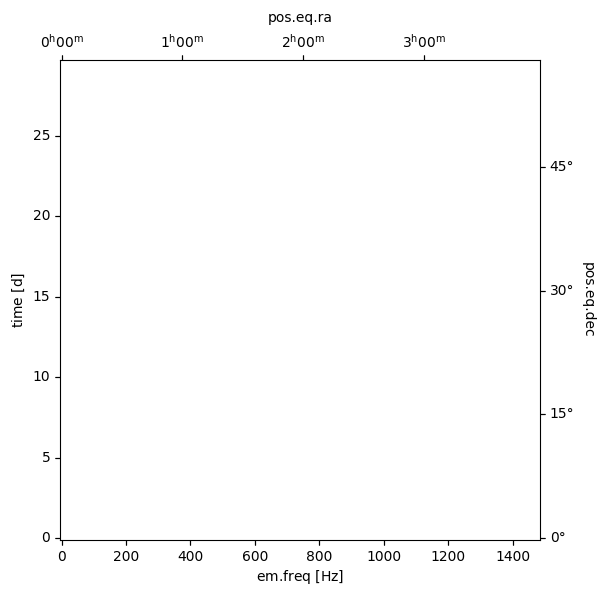 pos.eq.ra
0ʰ00ᵐ 1ʰ00ᵐ 2ʰ00ᵐ 3ʰ00ᵐ
25
45°
20
time [d]
15
30°
pos.eq.dec
10
15°
5
0
0°
0 200 400 600 800 1000 1200 1400
em.freq [Hz]